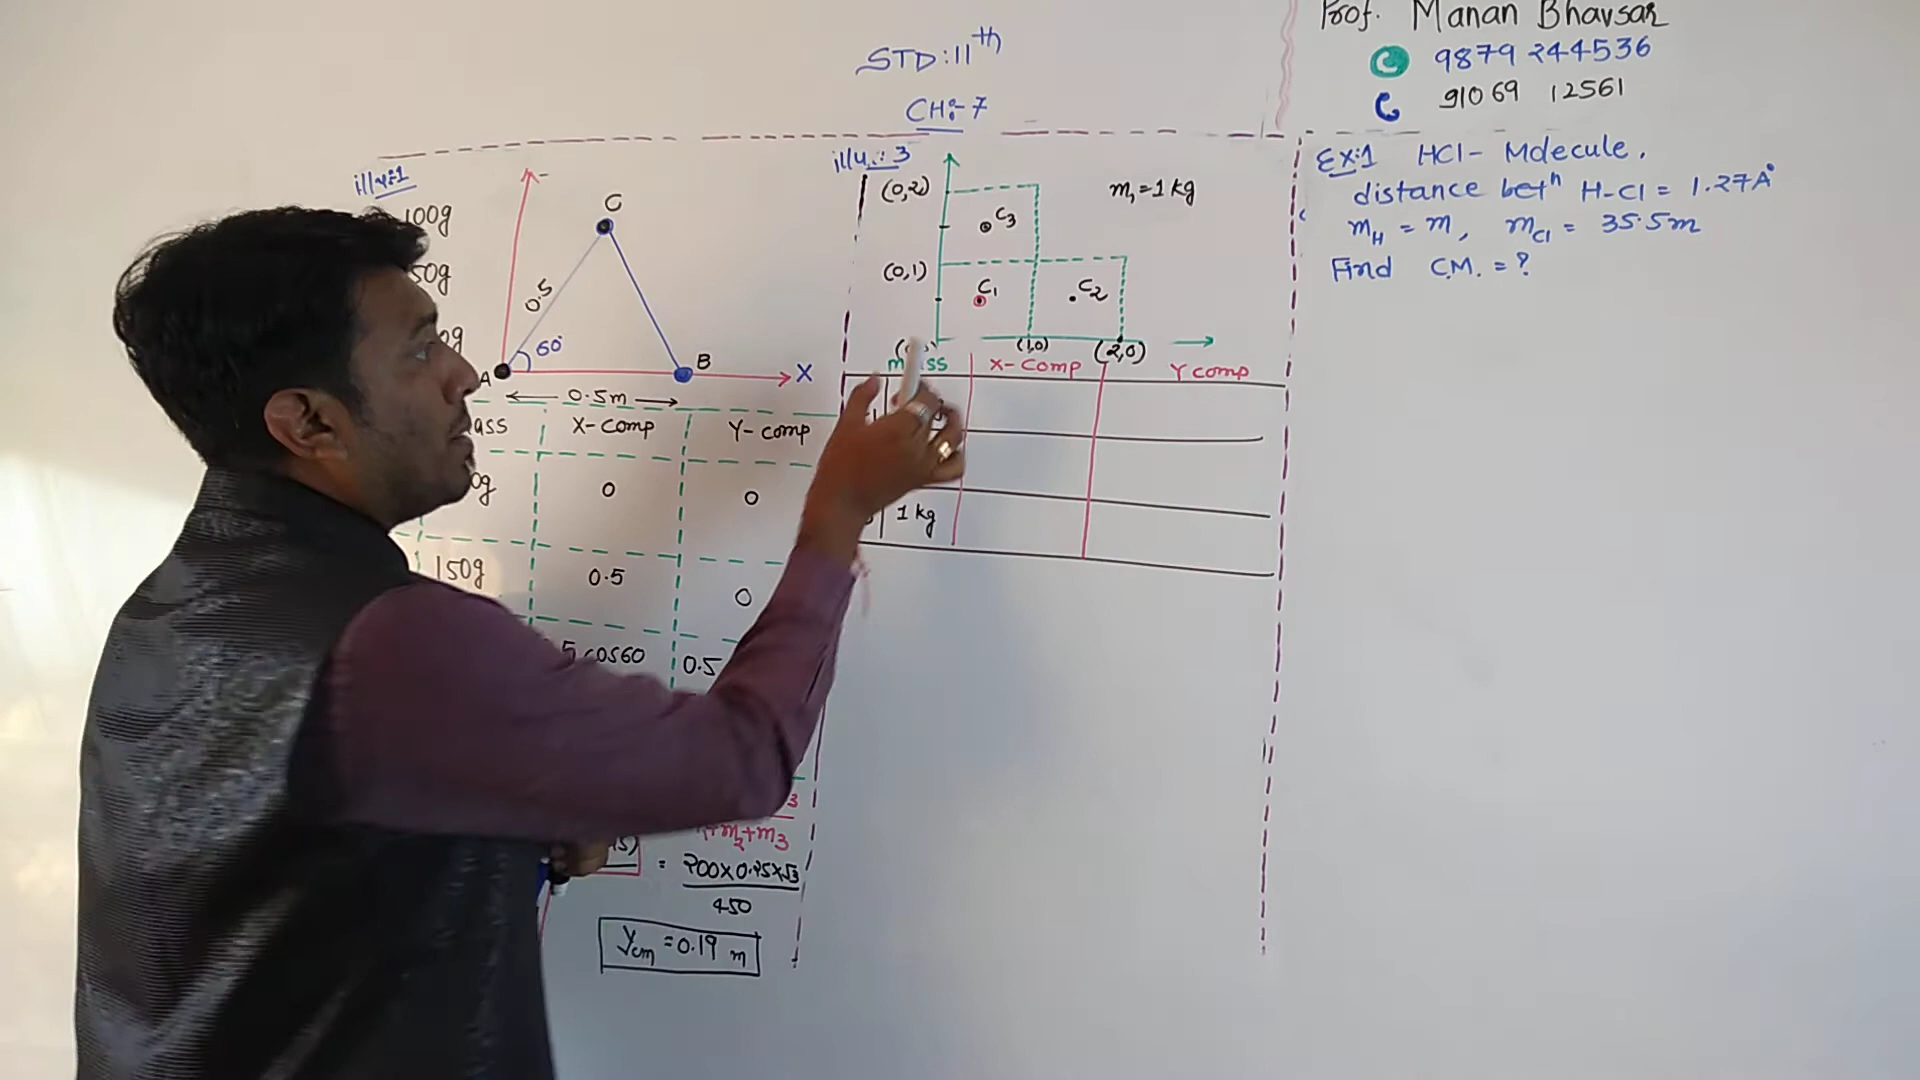 STD:11th
CH:-7
Prof. Manan Bhavsar
9879 244536
91069 12561
illu:1
100g
50g
C
0.5
60°
A
B
X
0.5m
ass X-comp Y-comp
0 0
150g 0.5 0
5 cos60 0.5
3
+m2+m3
= 200×0.25×√3
450
Ycm = 0.19 m
illu.: 3
(0,2)
m1=1 kg
C3
(0,1)
C1
C2
(1,0)
(2,0)
mass X-comp Y comp
1 kg
Ex:1 HCl- Molecule.
distance betn H-Cl = 1.27A°
mH = m, mCl = 35.5m
Find C.M. = ?